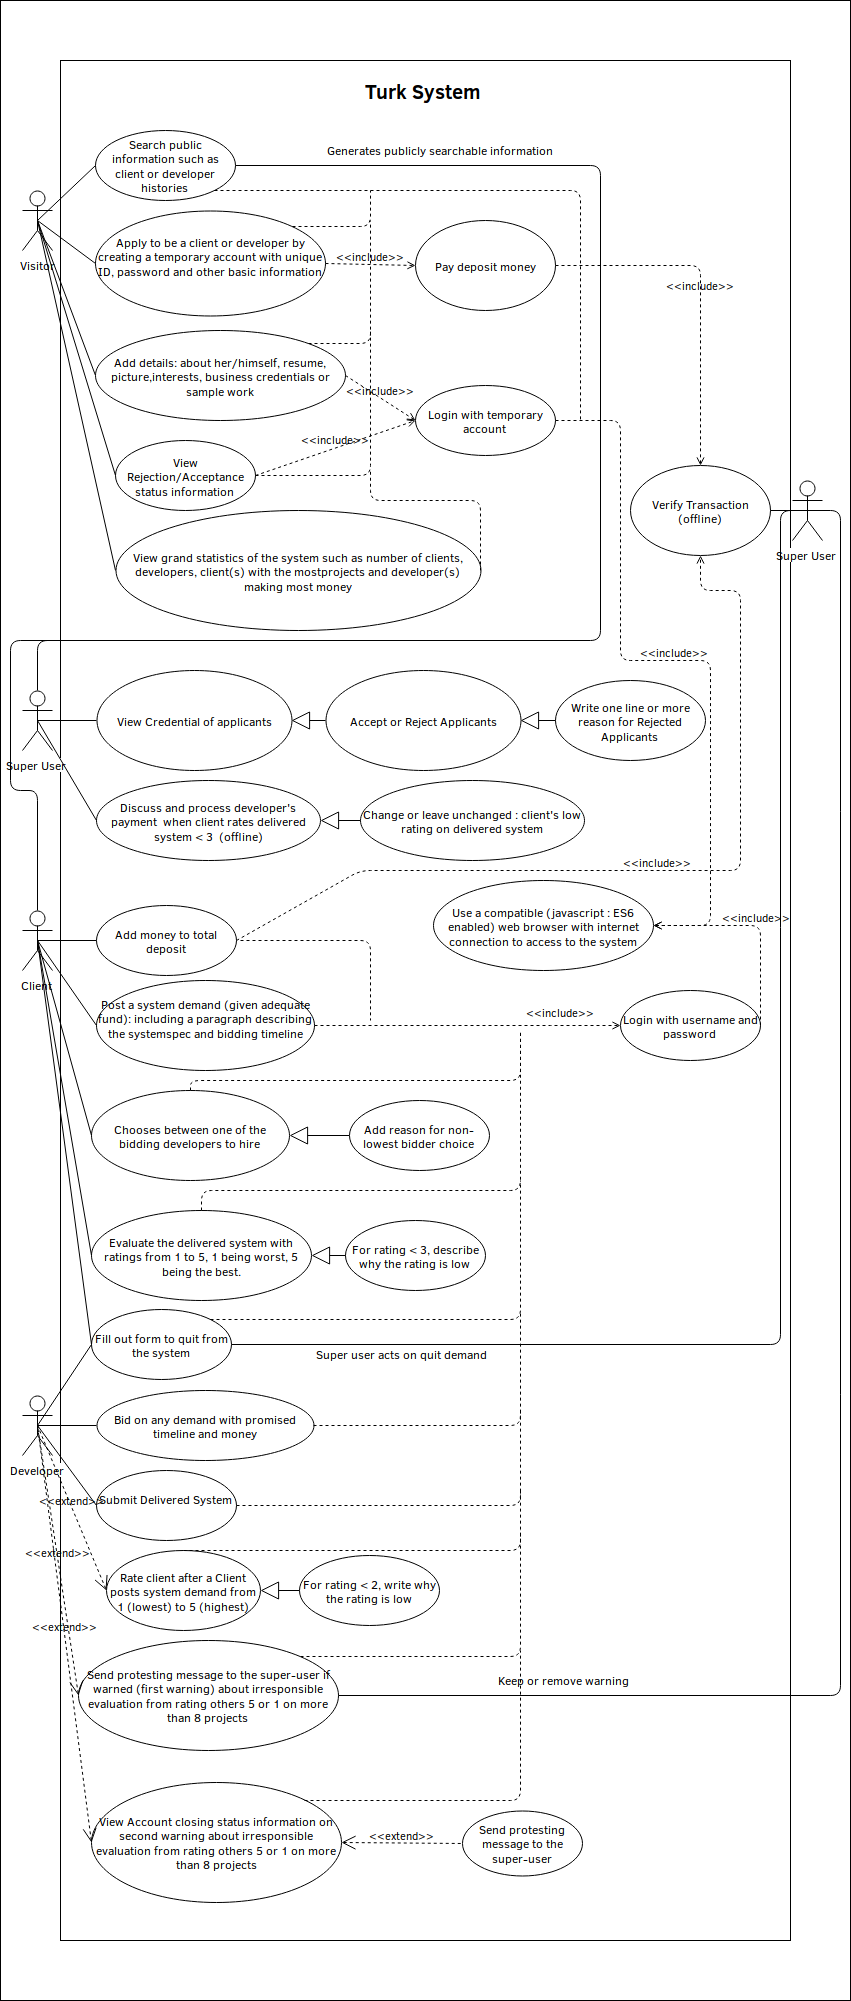 Turk System
Search public
information such as
client or developer
histories
Generates publicly searchable information
Visitor
Apply to be a client or developer by
creating a temporary account with unique
ID, password and other basic information
<<include>>
Pay deposit money
<<include>>
Add details: about her/himself, resume,
picture,interests, business credentials or
sample work
<<include>>
Login with temporary
account
<<include>>
View
Rejection/Acceptance
status information
Verify Transaction
(offline)
Super User
View grand statistics of the system such as number of clients,
developers, client(s) with the mostprojects and developer(s)
making most money
<<include>>
Super User
View Credential of applicants
Accept or Reject Applicants
Write one line or more
reason for Rejected
Applicants
Discuss and process developer's
payment  when client rates delivered
system < 3  (offline)
Change or leave unchanged : client's low
rating on delivered system
<<include>>
Use a compatible (javascript : ES6
enabled) web browser with internet
connection to access to the system
<<include>>
Add money to total
deposit
Client
Post a system demand (given adequate
fund): including a paragraph describing
the systemspec and bidding timeline
<<include>>
Login with username and
password
Chooses between one of the
bidding developers to hire
Add reason for non-
lowest bidder choice
Evaluate the delivered system with
ratings from 1 to 5, 1 being worst, 5
being the best.
For rating < 3, describe
why the rating is low
Fill out form to quit from
the system
Super user acts on quit demand
Bid on any demand with promised
timeline and money
Developer
<<extend>>
Submit Delivered System
<<extend>>
Rate client after a Client
posts system demand from
1 (lowest) to 5 (highest)
For rating < 2, write why
the rating is low
<<extend>>
Send protesting message to the super-user if
warned (first warning) about irresponsible
evaluation from rating others 5 or 1 on more
than 8 projects
Keep or remove warning
View Account closing status information on
second warning about irresponsible
evaluation from rating others 5 or 1 on more
than 8 projects
<<extend>>
Send protesting
message to the
super-user